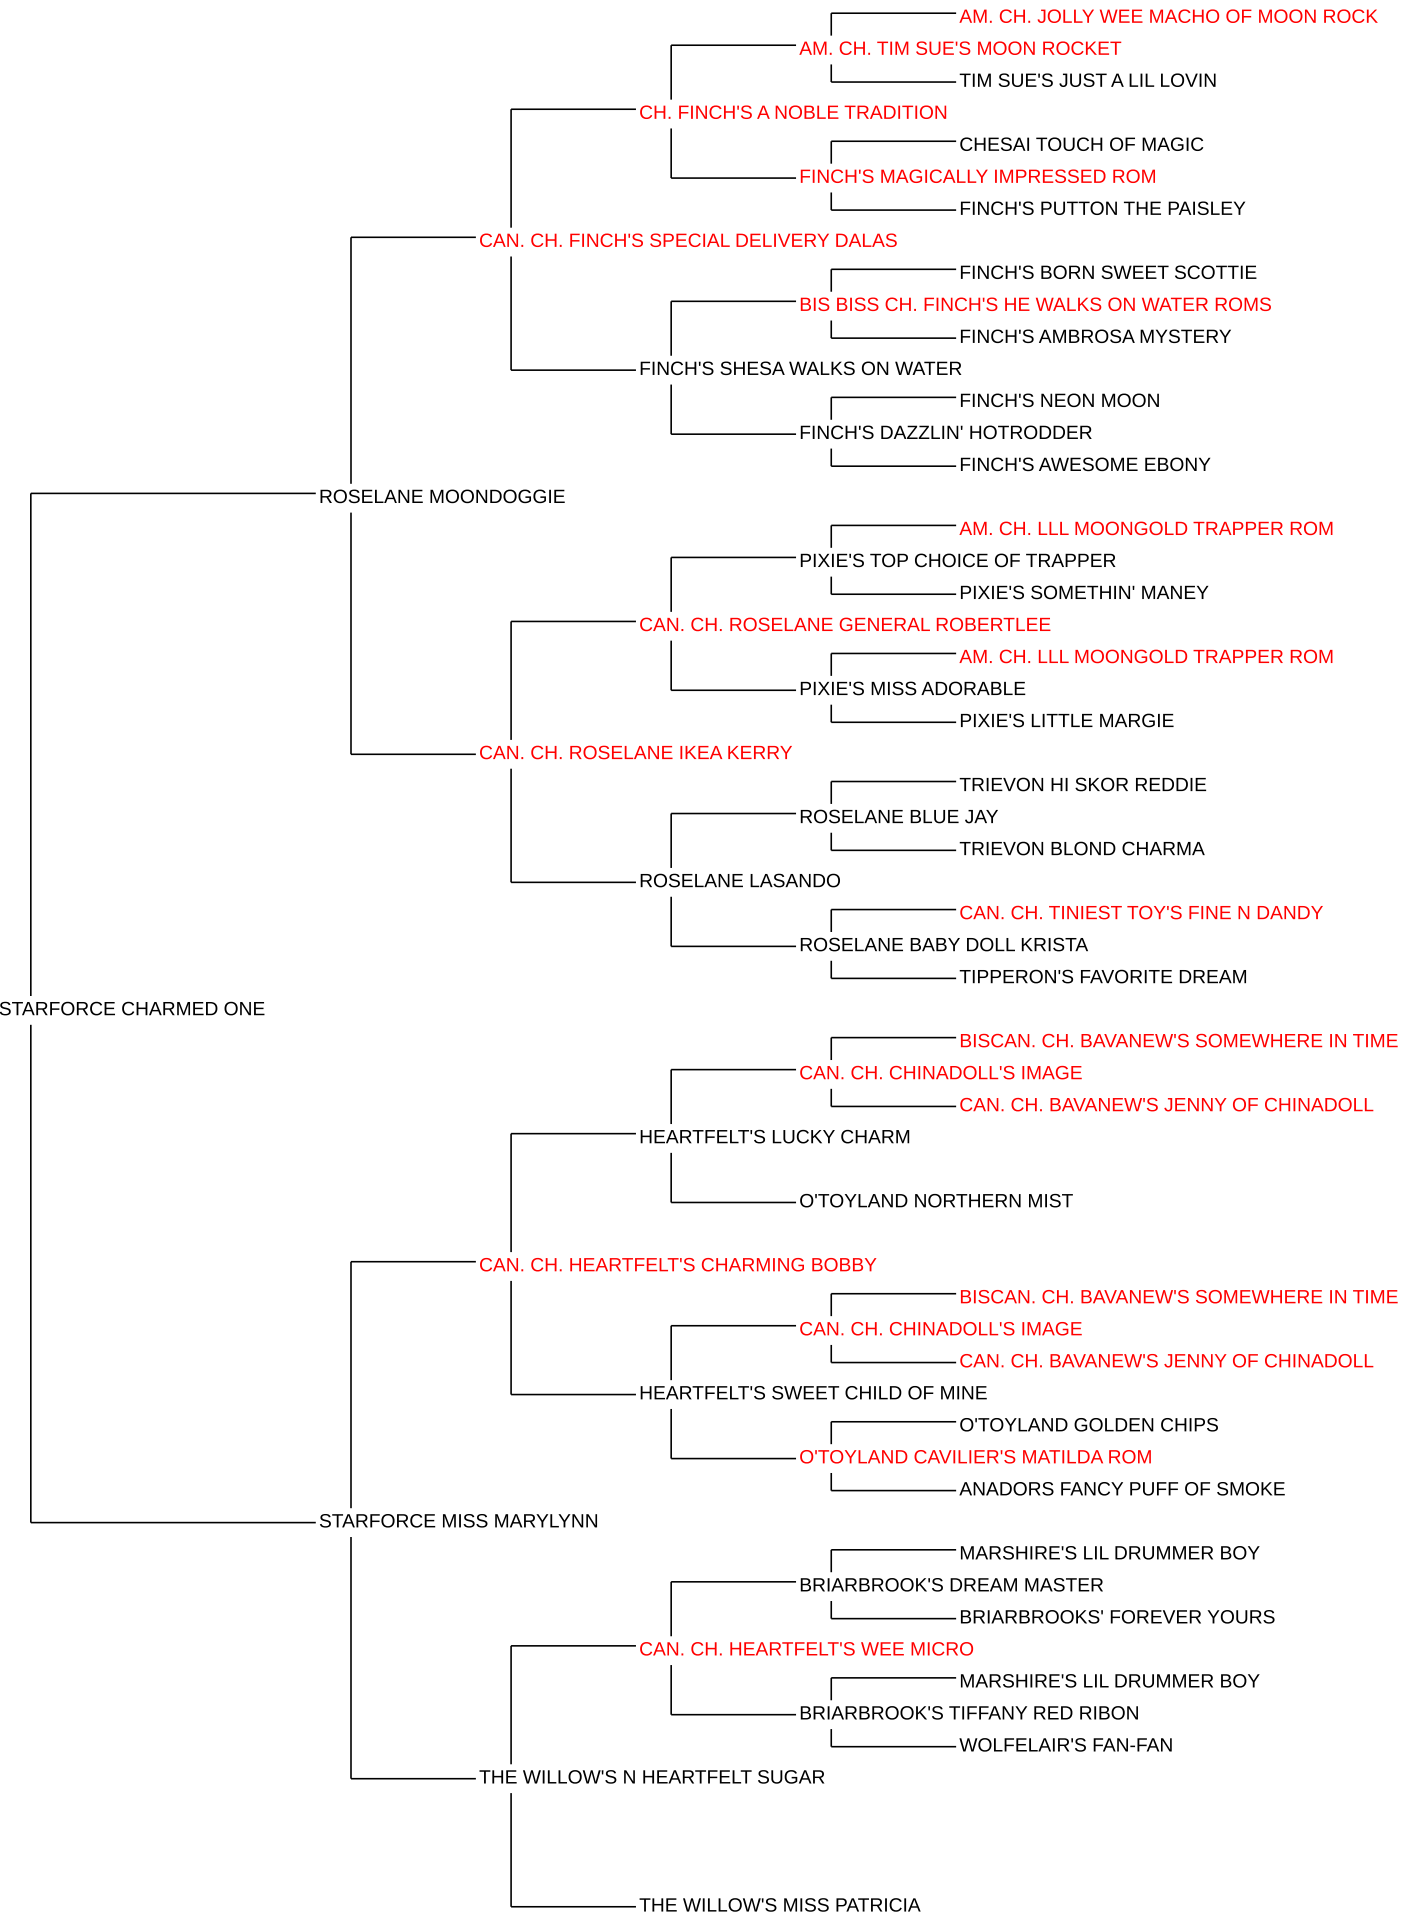 AM. CH. JOLLY WEE MACHO OF MOON ROCK
AM. CH. TIM SUE'S MOON ROCKET
TIM SUE'S JUST A LIL LOVIN
CH. FINCH'S A NOBLE TRADITION
CHESAI TOUCH OF MAGIC
FINCH'S MAGICALLY IMPRESSED ROM
FINCH'S PUTTON THE PAISLEY
CAN. CH. FINCH'S SPECIAL DELIVERY DALAS
FINCH'S BORN SWEET SCOTTIE
BIS BISS CH. FINCH'S HE WALKS ON WATER ROMS
FINCH'S AMBROSA MYSTERY
FINCH'S SHESA WALKS ON WATER
FINCH'S NEON MOON
FINCH'S DAZZLIN' HOTRODDER
FINCH'S AWESOME EBONY
ROSELANE MOONDOGGIE
AM. CH. LLL MOONGOLD TRAPPER ROM
PIXIE'S TOP CHOICE OF TRAPPER
PIXIE'S SOMETHIN' MANEY
CAN. CH. ROSELANE GENERAL ROBERTLEE
AM. CH. LLL MOONGOLD TRAPPER ROM
PIXIE'S MISS ADORABLE
PIXIE'S LITTLE MARGIE
CAN. CH. ROSELANE IKEA KERRY
TRIEVON HI SKOR REDDIE
ROSELANE BLUE JAY
TRIEVON BLOND CHARMA
ROSELANE LASANDO
CAN. CH. TINIEST TOY'S FINE N DANDY
ROSELANE BABY DOLL KRISTA
TIPPERON'S FAVORITE DREAM
STARFORCE CHARMED ONE
BISCAN. CH. BAVANEW'S SOMEWHERE IN TIME
CAN. CH. CHINADOLL'S IMAGE
CAN. CH. BAVANEW'S JENNY OF CHINADOLL
HEARTFELT'S LUCKY CHARM
O'TOYLAND NORTHERN MIST
CAN. CH. HEARTFELT'S CHARMING BOBBY
BISCAN. CH. BAVANEW'S SOMEWHERE IN TIME
CAN. CH. CHINADOLL'S IMAGE
CAN. CH. BAVANEW'S JENNY OF CHINADOLL
HEARTFELT'S SWEET CHILD OF MINE
O'TOYLAND GOLDEN CHIPS
O'TOYLAND CAVILIER'S MATILDA ROM
ANADORS FANCY PUFF OF SMOKE
STARFORCE MISS MARYLYNN
MARSHIRE'S LIL DRUMMER BOY
BRIARBROOK'S DREAM MASTER
BRIARBROOKS' FOREVER YOURS
CAN. CH. HEARTFELT'S WEE MICRO
MARSHIRE'S LIL DRUMMER BOY
BRIARBROOK'S TIFFANY RED RIBON
WOLFELAIR'S FAN-FAN
THE WILLOW'S N HEARTFELT SUGAR
THE WILLOW'S MISS PATRICIA